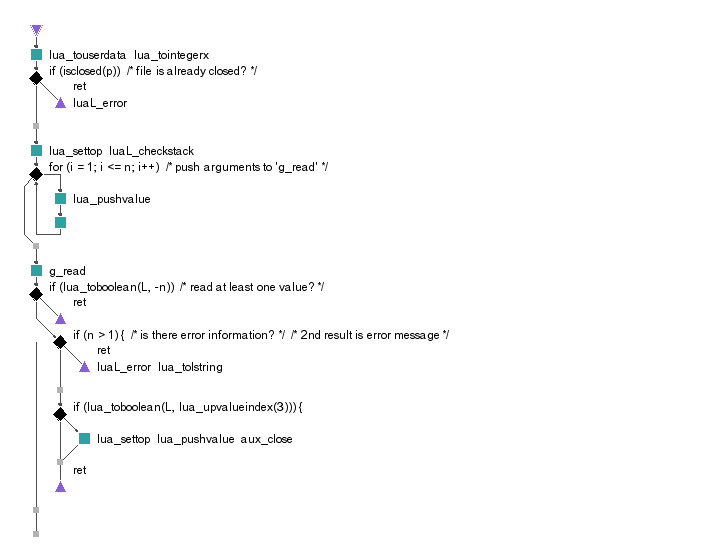 lua_touserdata lua_tointegerx
if (isclosed(p)) /* file is already closed? */
ret
luaL_error
lua_settop luaL_checkstack
for (i = 1; i <= n; i++) /* push arguments to 'g_read' */
lua_pushvalue
g_read
if (lua_toboolean(L, -n)) /* read at least one value? */
ret
if (n > 1) { /* is there error information? */ /* 2nd result is error message */
ret
luaL_error lua_tolstring
if (lua_toboolean(L, lua_upvalueindex(3))) {
lua_settop lua_pushvalue aux_close
ret